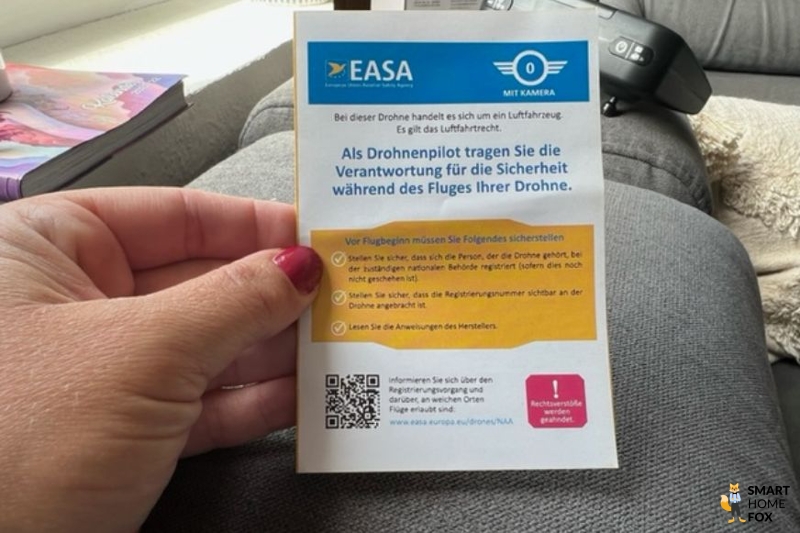 EASA
European Union Aviation Safety Agency
0
MIT KAMERA
Bei dieser Drohne handelt es sich um ein Luftfahrzeug.
Es gilt das Luftfahrtrecht.
Als Drohnenpilot tragen Sie die
Verantwortung für die Sicherheit
während des Fluges Ihrer Drohne.
Vor Flugbeginn müssen Sie Folgendes sicherstellen
Stellen Sie sicher, dass sich die Person, der die Drohne gehört, bei
der zuständigen nationalen Behörde registriert (sofern dies noch
nicht geschehen ist).
Stellen Sie sicher, dass die Registrierungsnummer sichtbar an der
Drohne angebracht ist.
Lesen Sie die Anweisungen des Herstellers.
Informieren Sie sich über den
Registrierungsvorgang und
darüber, an welchen Orten
Flüge erlaubt sind:
www.easa.europa.eu/drones/NAA
!
Rechtsverstöße
werden
geahndet.
SMART
HOME
FOX